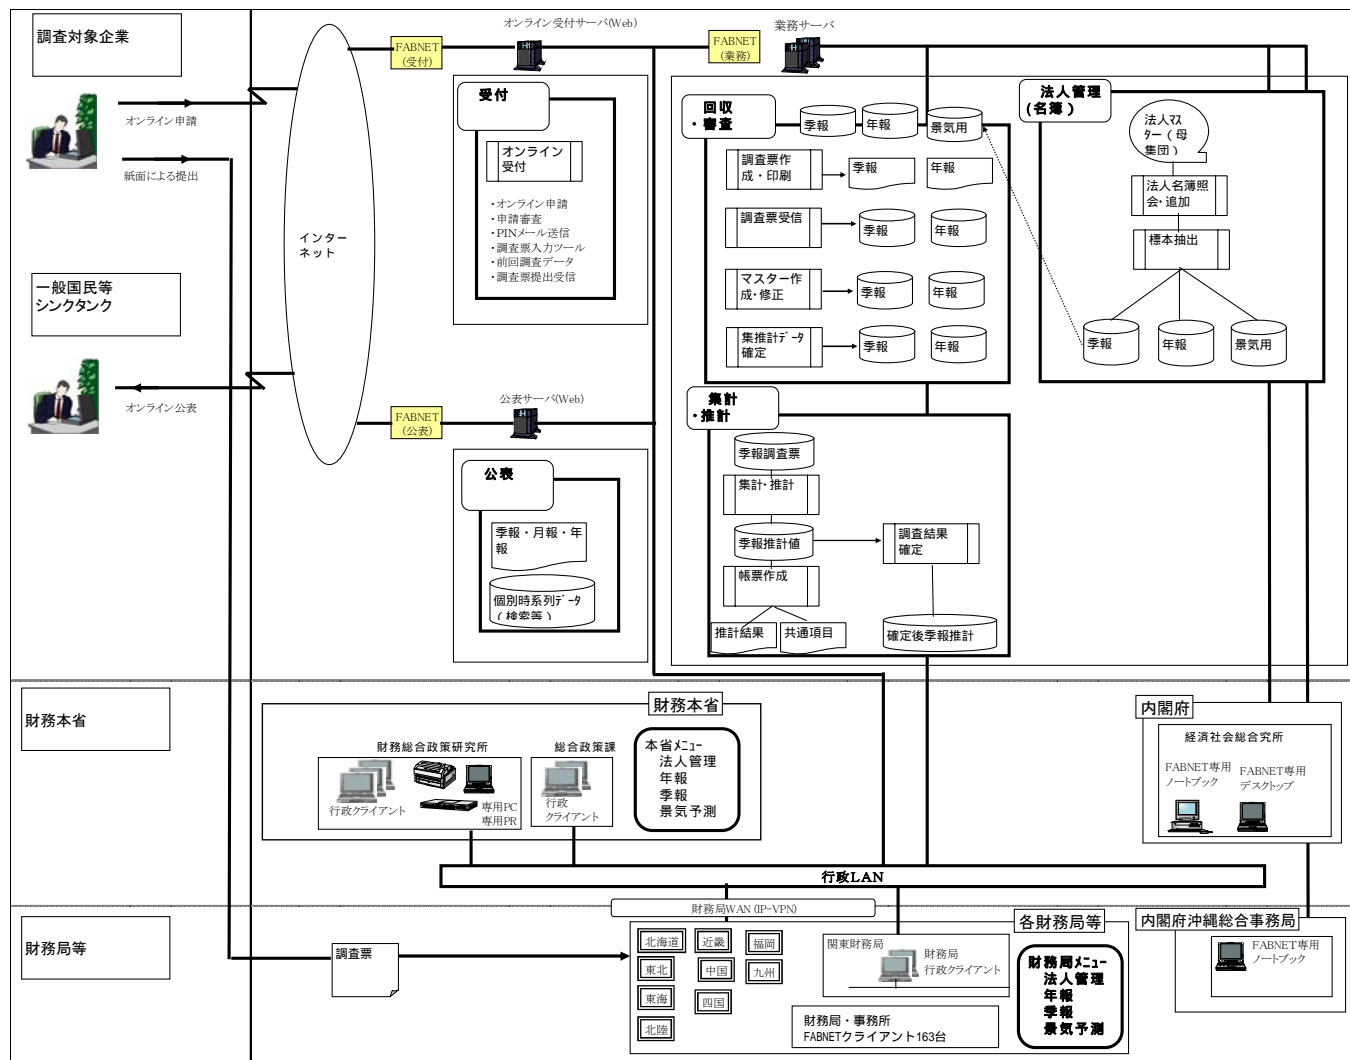 調査対象企業
オンライン申請
紙面による提出
一般国民等
シンクタンク
オンライン公表
インター
ネット
FABNET
(受付)
オンライン受付サーバ(Web)
受付
オンライン
受付
・オンライン申請
・申請審査
・PINメール送信
・調査票入力ツール
・前回調査データ
・調査票提出受信
FABNET
(公表)
公表サーバ(Web)
公表
季報・月報・年
報
個別時系列ﾃﾞｰﾀ
(検索等)
FABNET
(業務)
業務サーバ
回収
・審査
季報
年報
景気用
調査票作
成・印刷
季報
年報
調査票受信
季報
年報
マスター作
成・修正
季報
年報
集推計ﾃﾞｰﾀ
確定
季報
年報
法人管理
(名簿)
法人ﾏｽ
ﾀｰ(母
集団)
法人名簿照
会・追加
標本抽出
季報
年報
景気用
集計
・推計
季報調査票
集計・推計
季報推計値
調査結果
確定
帳票作成
推計結果
共通項目
確定後季報推計
財務本省
財務本省
財務総合政策研究所
行政クライアント
専用PC
専用PR
総合政策課
行政
クライアント
本省ﾒﾆｭｰ
法人管理
年報
季報
景気予測
内閣府
経済社会総合究所
FABNET専用
ノートブック
FABNET専用
デスクトップ
行政LAN
財務局WAN(IP-VPN)
財務局等
調査票
各財務局等
北海道
近畿
福岡
東北
中国
九州
東海
四国
北陸
関東財務局
財務局
行政クライアント
財務局・事務所
FABNETクライアント163台
財務局ﾒﾆｭｰ
法人管理
年報
季報
景気予測
内閣府沖縄総合事務局
FABNET専用
ノートブック